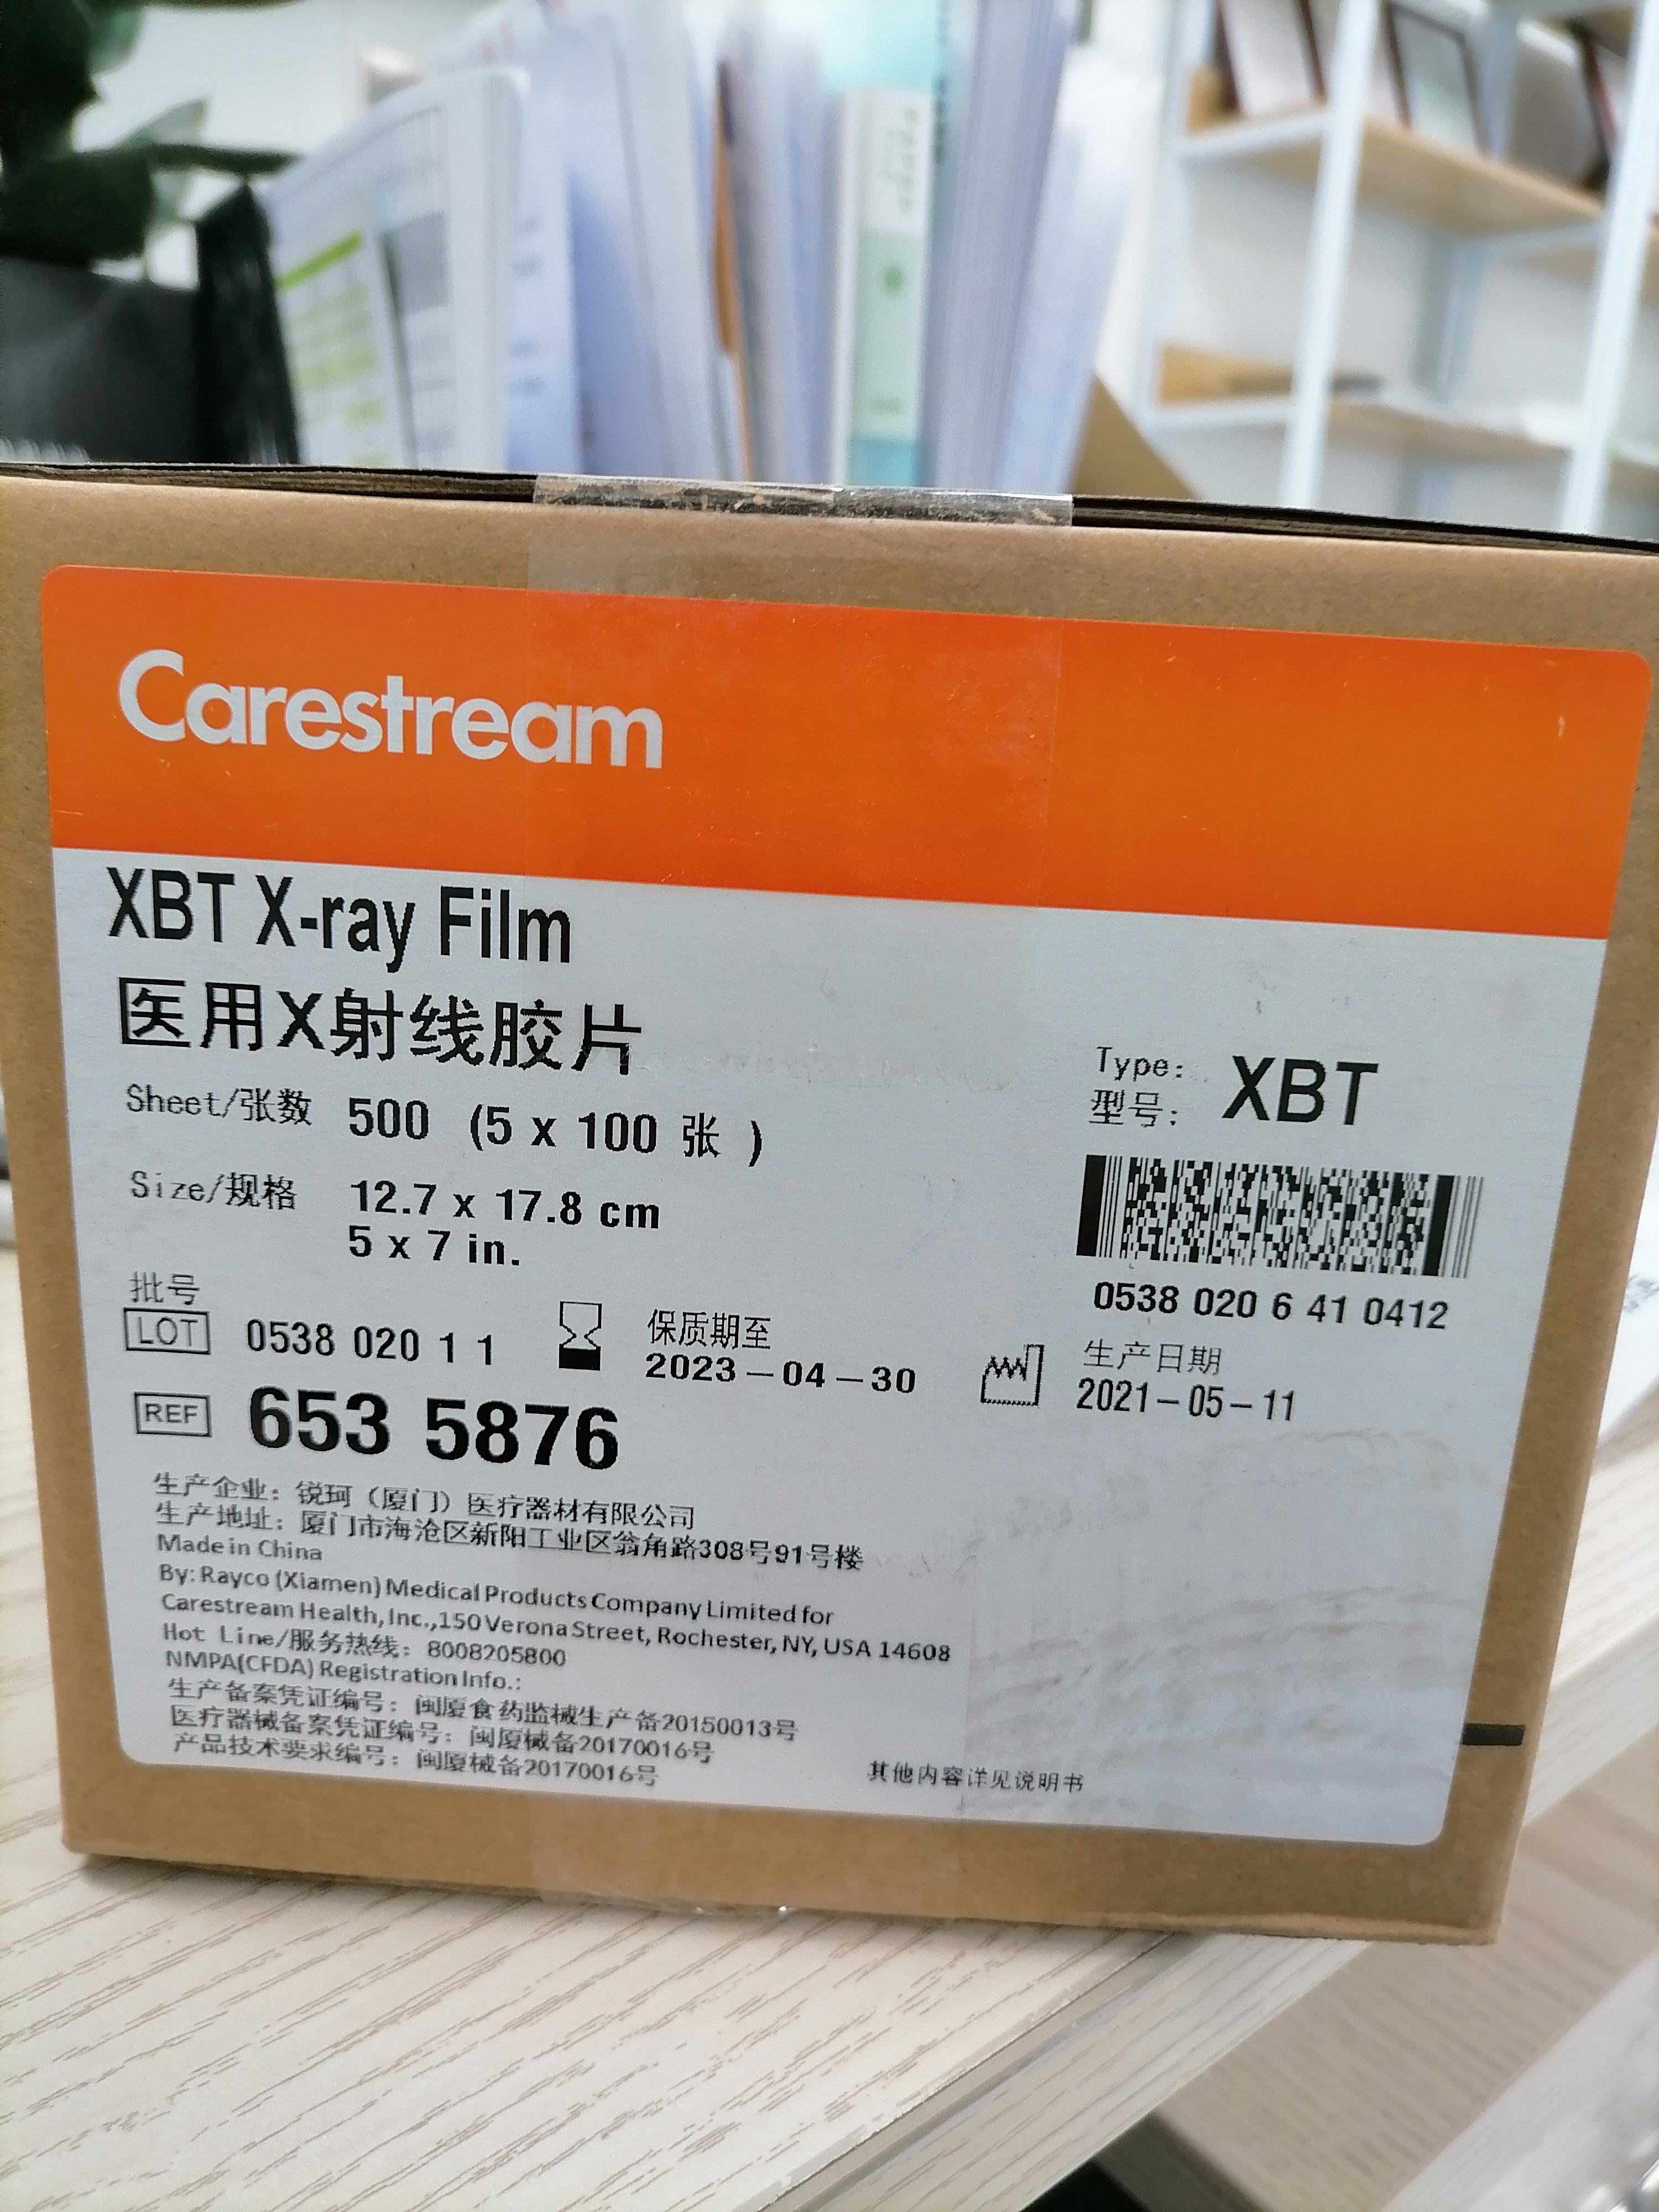 Carestream
XBT X-ray Film
医用X射线胶片
Sheet/张数 500 (5 x 100 张 )
Size/规格 12.7 x 17.8 cm
5 x 7 in.
Type:
型号: XBT
0538 020 6 41 0412
批号
LOT 0538 020 1 1
保质期至
2023-04-30
生产日期
2021-05-11
REF 653 5876
生产企业：锐珂（厦门）医疗器材有限公司
生产地址：厦门市海沧区新阳工业区翁角路308号91号楼
Made in China
By: Rayco (Xiamen) Medical Products Company Limited for
Carestream Health, Inc.,150 Verona Street, Rochester, NY, USA 14608
Hot Line/服务热线：8008205800
NMPA(CFDA) Registration Info.:
生产备案凭证编号：闽厦食药监械生产备20150013号
医疗器械备案凭证编号：闽厦械备20170016号
产品技术要求编号：闽厦械备20170016号
其他内容详见说明书